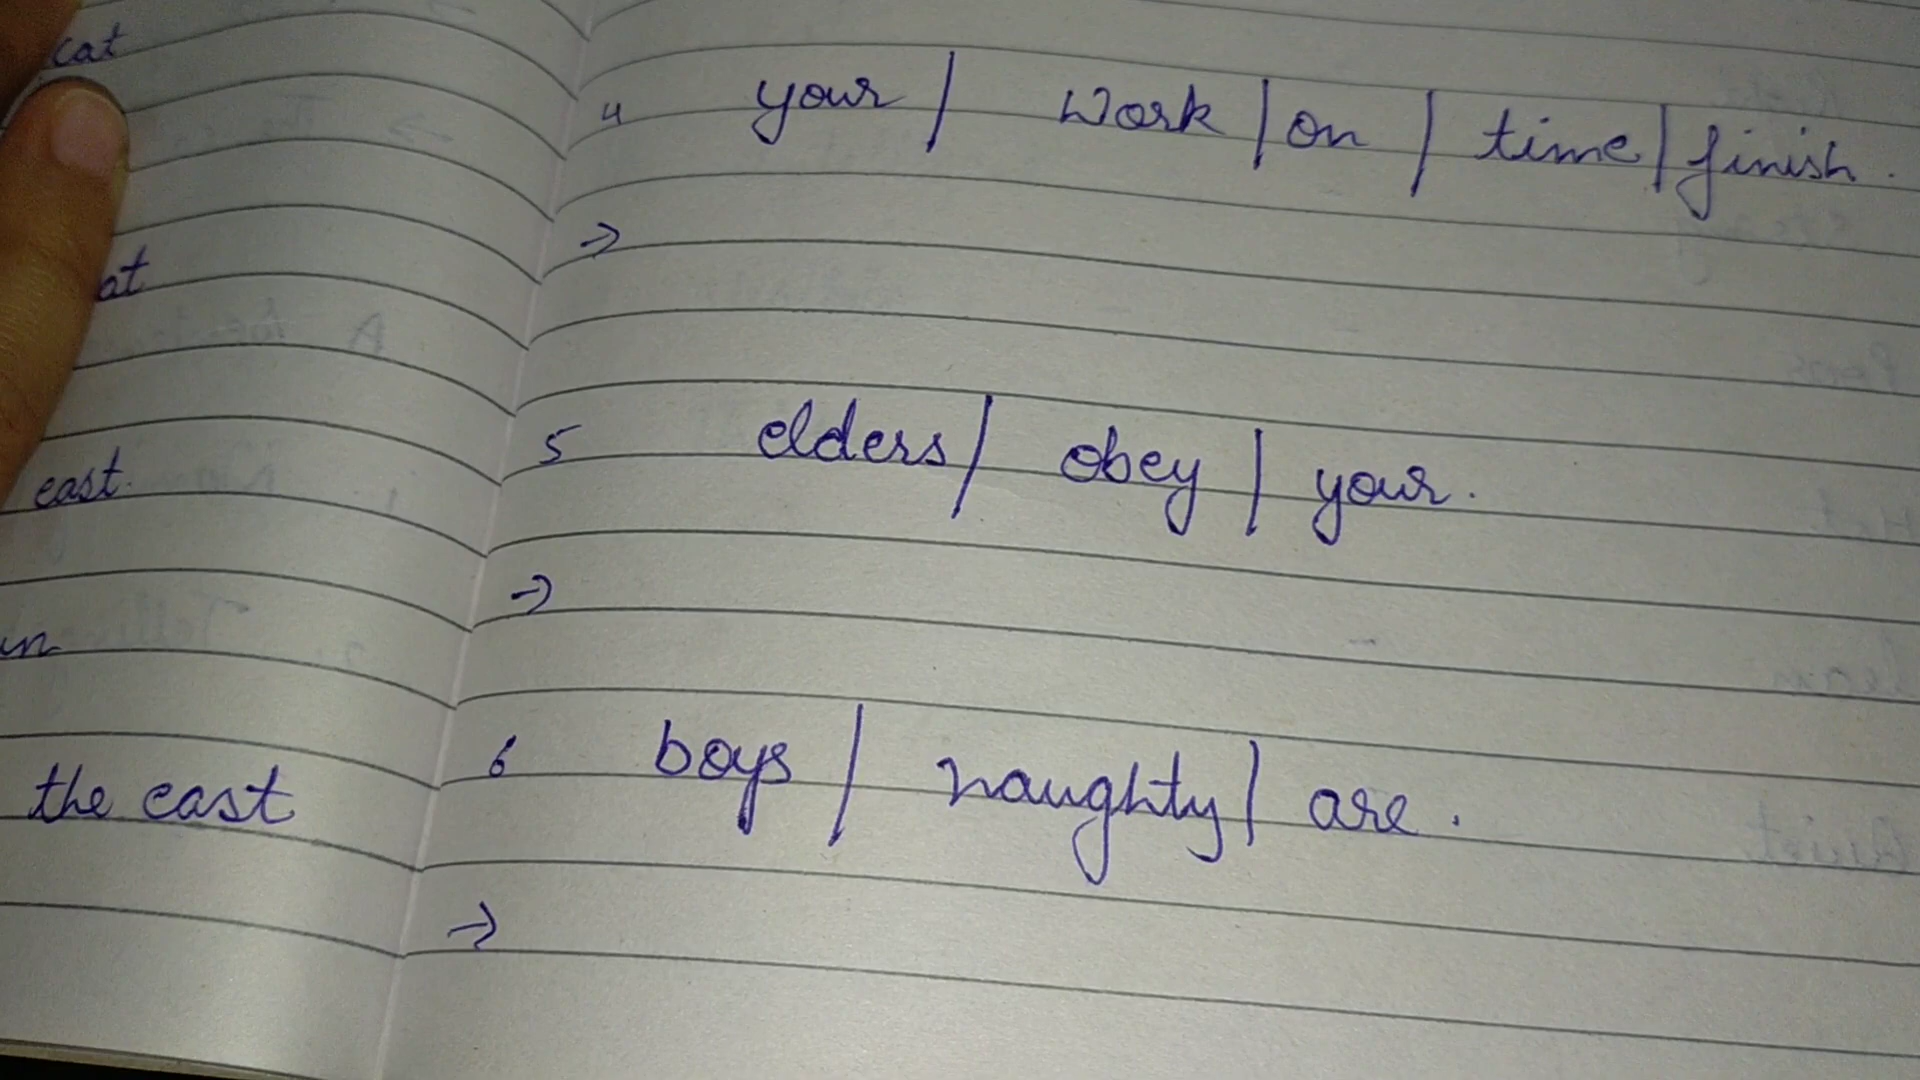 cat
at
east.
in
the east
4 your | work | on | time | finish.
→
5 elders | obey | your.
→
6 boys | naughty | are.
→